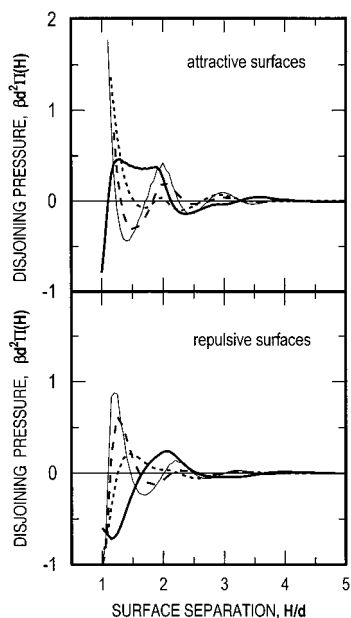 2
attractive surfaces
1
0
-1
DISJOINING PRESSURE, βd²Π(H)
1
repulsive surfaces
0
-1
DISJOINING PRESSURE, βd²Π(H)
1 2 3 4 5
SURFACE SEPARATION, H/d